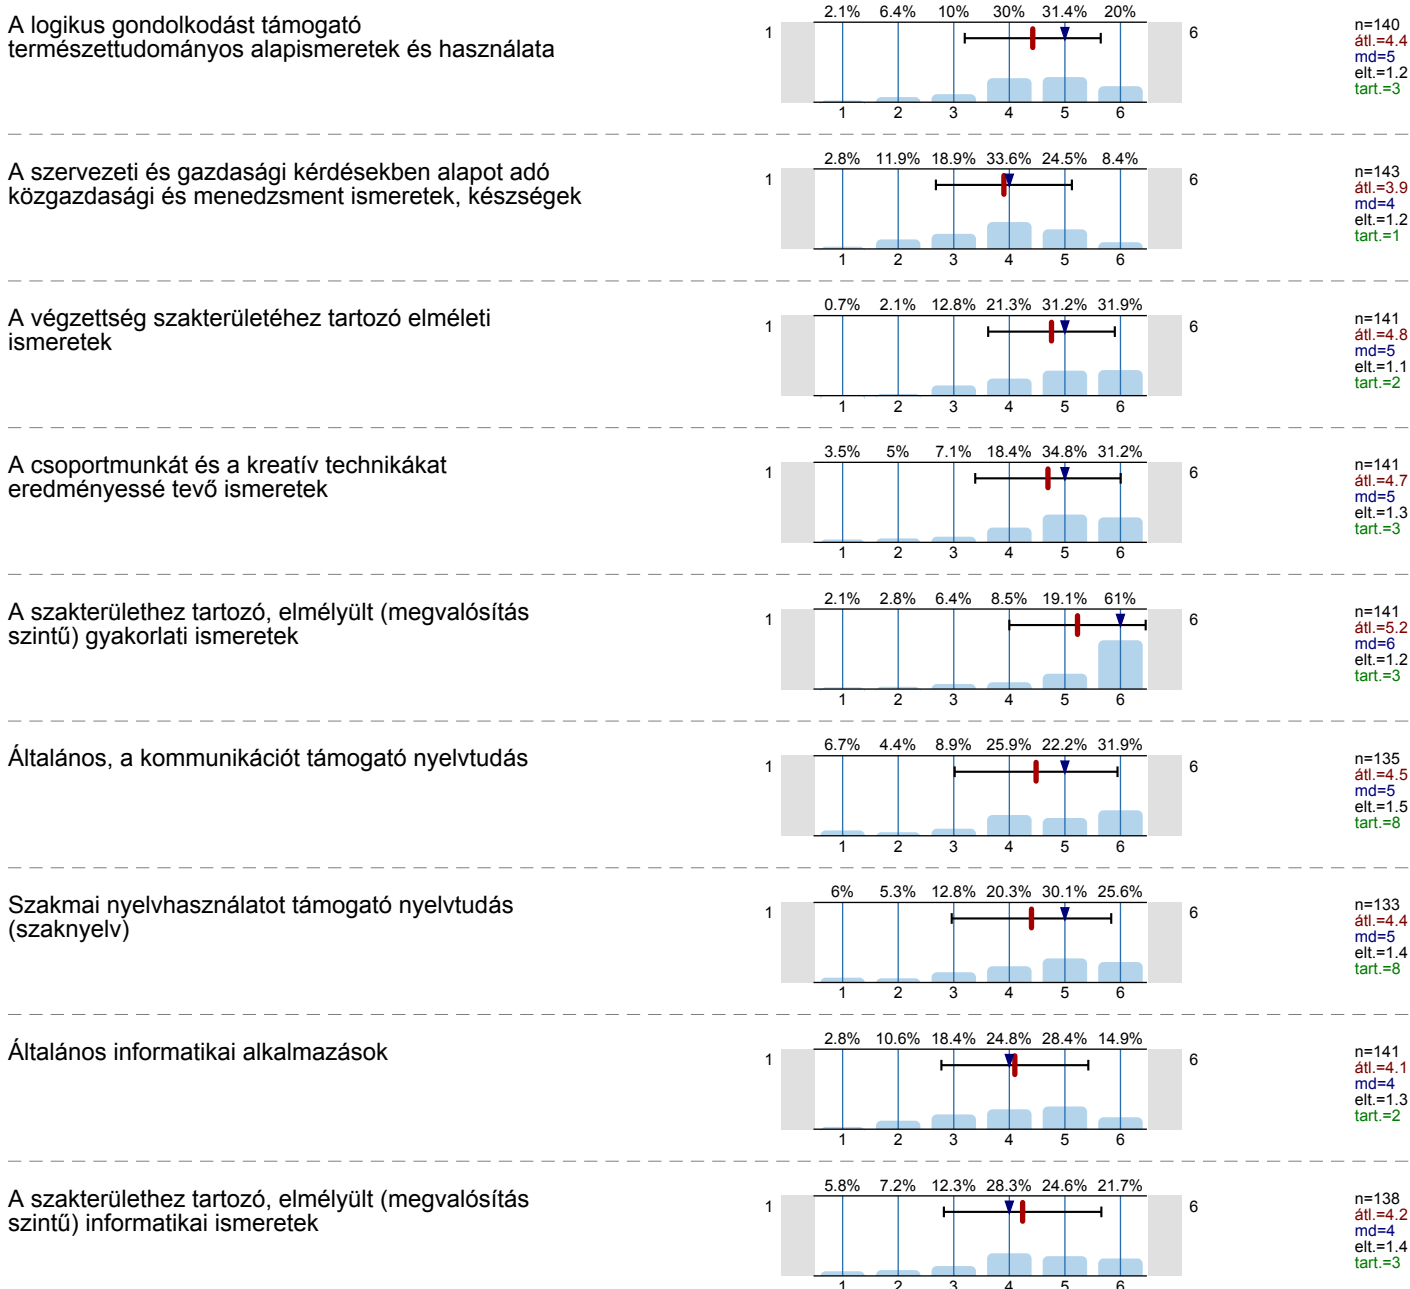 A logikus gondolkodást támogató
természettudományos alapismeretek és használata
2.1% 6.4% 10% 30% 31.4% 20%
1 6
1 2 3 4 5 6
n=140
átl.=4.4
md=5
elt.=1.2
tart.=3
A szervezeti és gazdasági kérdésekben alapot adó
közgazdasági és menedzsment ismeretek, készségek
2.8% 11.9% 18.9% 33.6% 24.5% 8.4%
1 6
1 2 3 4 5 6
n=143
átl.=3.9
md=4
elt.=1.2
tart.=1
A végzettség szakterületéhez tartozó elméleti
ismeretek
0.7% 2.1% 12.8% 21.3% 31.2% 31.9%
1 6
1 2 3 4 5 6
n=141
átl.=4.8
md=5
elt.=1.1
tart.=2
A csoportmunkát és a kreatív technikákat
eredményessé tevő ismeretek
3.5% 5% 7.1% 18.4% 34.8% 31.2%
1 6
1 2 3 4 5 6
n=141
átl.=4.7
md=5
elt.=1.3
tart.=3
A szakterülethez tartozó, elmélyült (megvalósítás
szintű) gyakorlati ismeretek
2.1% 2.8% 6.4% 8.5% 19.1% 61%
1 6
1 2 3 4 5 6
n=141
átl.=5.2
md=6
elt.=1.2
tart.=3
Általános, a kommunikációt támogató nyelvtudás
6.7% 4.4% 8.9% 25.9% 22.2% 31.9%
1 6
1 2 3 4 5 6
n=135
átl.=4.5
md=5
elt.=1.5
tart.=8
Szakmai nyelvhasználatot támogató nyelvtudás
(szaknyelv)
6% 5.3% 12.8% 20.3% 30.1% 25.6%
1 6
1 2 3 4 5 6
n=133
átl.=4.4
md=5
elt.=1.4
tart.=8
Általános informatikai alkalmazások
2.8% 10.6% 18.4% 24.8% 28.4% 14.9%
1 6
1 2 3 4 5 6
n=141
átl.=4.1
md=4
elt.=1.3
tart.=2
A szakterülethez tartozó, elmélyült (megvalósítás
szintű) informatikai ismeretek
5.8% 7.2% 12.3% 28.3% 24.6% 21.7%
1 6
1 2 3 4 5 6
n=138
átl.=4.2
md=4
elt.=1.4
tart.=3